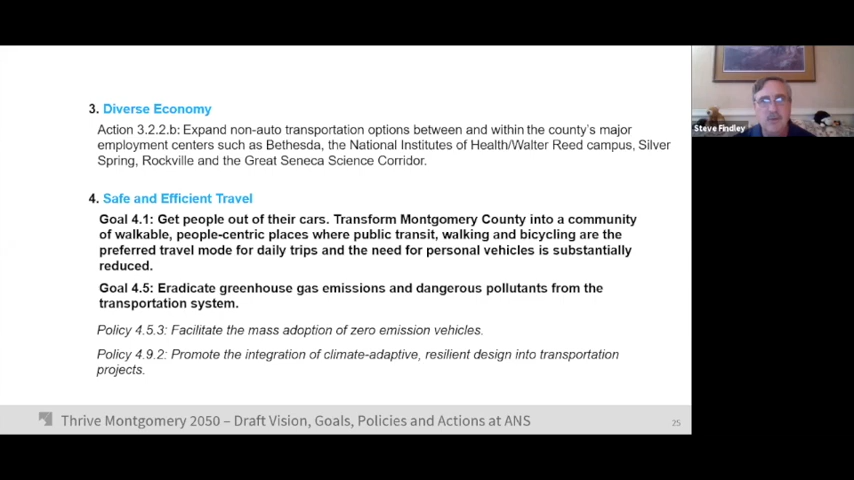 3. Diverse Economy
Action 3.2.2.b: Expand non-auto transportation options between and within the county's major
employment centers such as Bethesda, the National Institutes of Health/Walter Reed campus, Silver
Spring, Rockville and the Great Seneca Science Corridor.
4. Safe and Efficient Travel
Goal 4.1: Get people out of their cars. Transform Montgomery County into a community
of walkable, people-centric places where public transit, walking and bicycling are the
preferred travel mode for daily trips and the need for personal vehicles is substantially
reduced.
Goal 4.5: Eradicate greenhouse gas emissions and dangerous pollutants from the
transportation system.
Policy 4.5.3: Facilitate the mass adoption of zero emission vehicles.
Policy 4.9.2: Promote the integration of climate-adaptive, resilient design into transportation
projects.
Thrive Montgomery 2050 – Draft Vision, Goals, Policies and Actions at ANS
25
Steve Findley